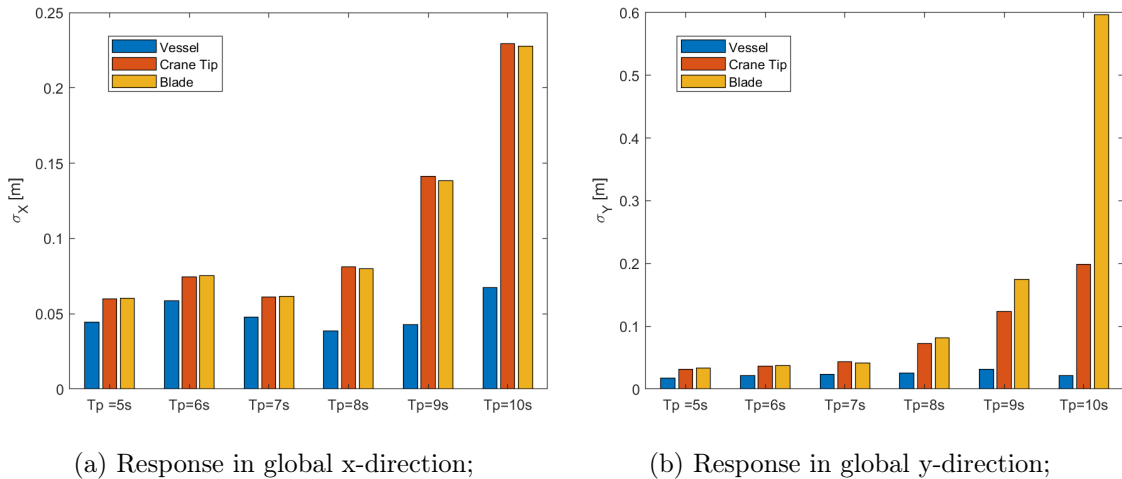 0.25
0.2
0.15
0.1
0.05
0
σX [m]
Vessel
Crane Tip
Blade
Tp =5s Tp=6s Tp=7s Tp=8s Tp=9s Tp=10s
(a) Response in global x-direction;
0.6
0.5
0.4
0.3
0.2
0.1
0
σY [m]
Vessel
Crane Tip
Blade
Tp =5s Tp=6s Tp=7s Tp=8s Tp=9s Tp=10s
(b) Response in global y-direction;